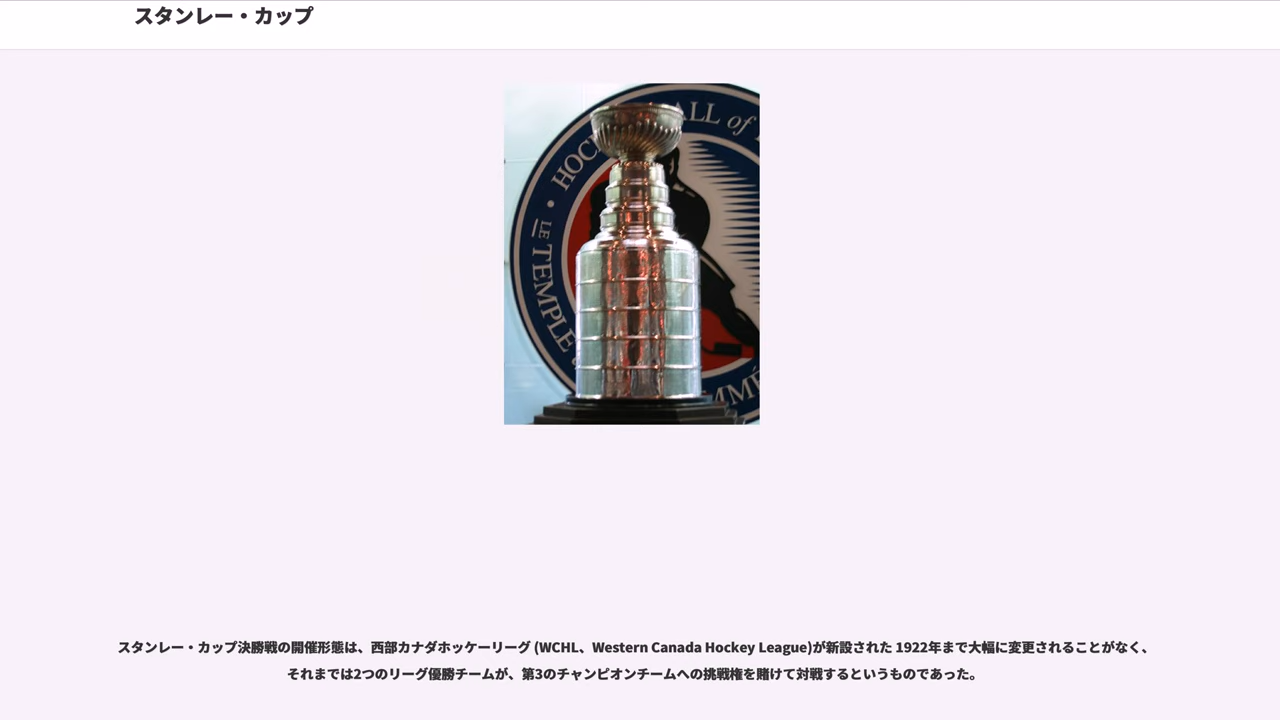 スタンレー・カップ
ALL of
HOC
LE TEMPLE
MMÉ
スタンレー・カップ決勝戦の開催形態は、西部カナダホッケーリーグ (WCHL、Western Canada Hockey League)が新設された 1922年まで大幅に変更されることがなく、
それまでは2つのリーグ優勝チームが、第3のチャンピオンチームへの挑戦権を賭けて対戦するというものであった。